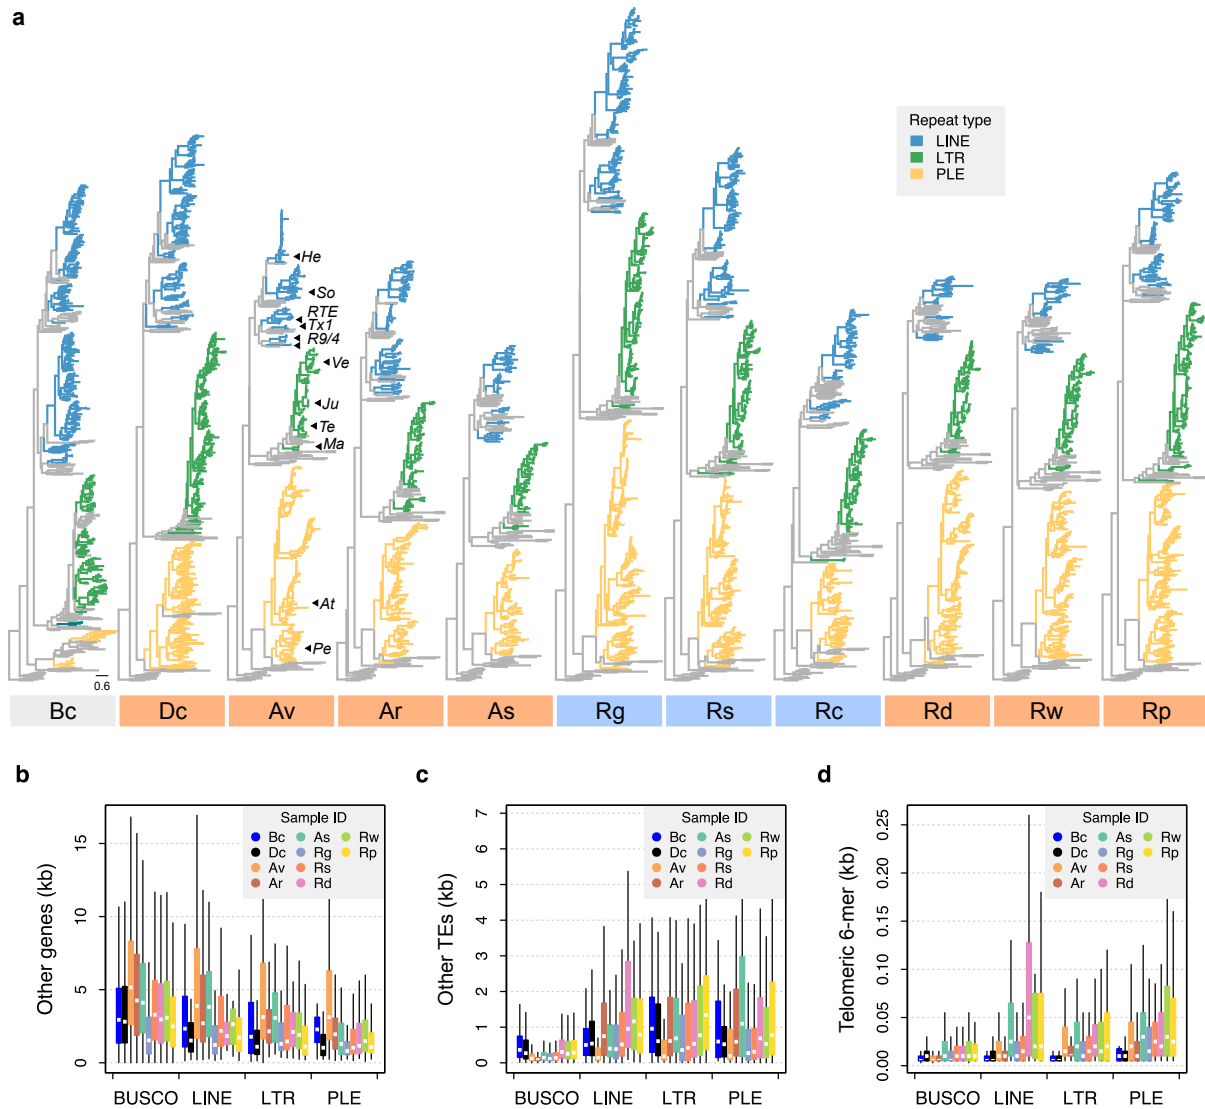 a
Repeat type
LINE
LTR
PLE
He
So
RTE
Tx1
R9/4
Ve
Ju
Te
Ma
At
Pe
0.6
Bc Dc Av Ar As Rg Rs Rc Rd Rw Rp
b
Other genes (kb)
15
10
5
0
Sample ID
Bc As Rw
Dc Rg Rp
Av Rs
Ar Rd
BUSCO LINE LTR PLE
c
Other TEs (kb)
7
6
5
4
3
2
1
0
Sample ID
Bc As Rw
Dc Rg Rp
Av Rs
Ar Rd
BUSCO LINE LTR PLE
d
Telomeric 6-mer (kb)
0.25
0.20
0.15
0.10
0.05
0.00
Sample ID
Bc As Rw
Dc Rg Rp
Av Rs
Ar Rd
BUSCO LINE LTR PLE